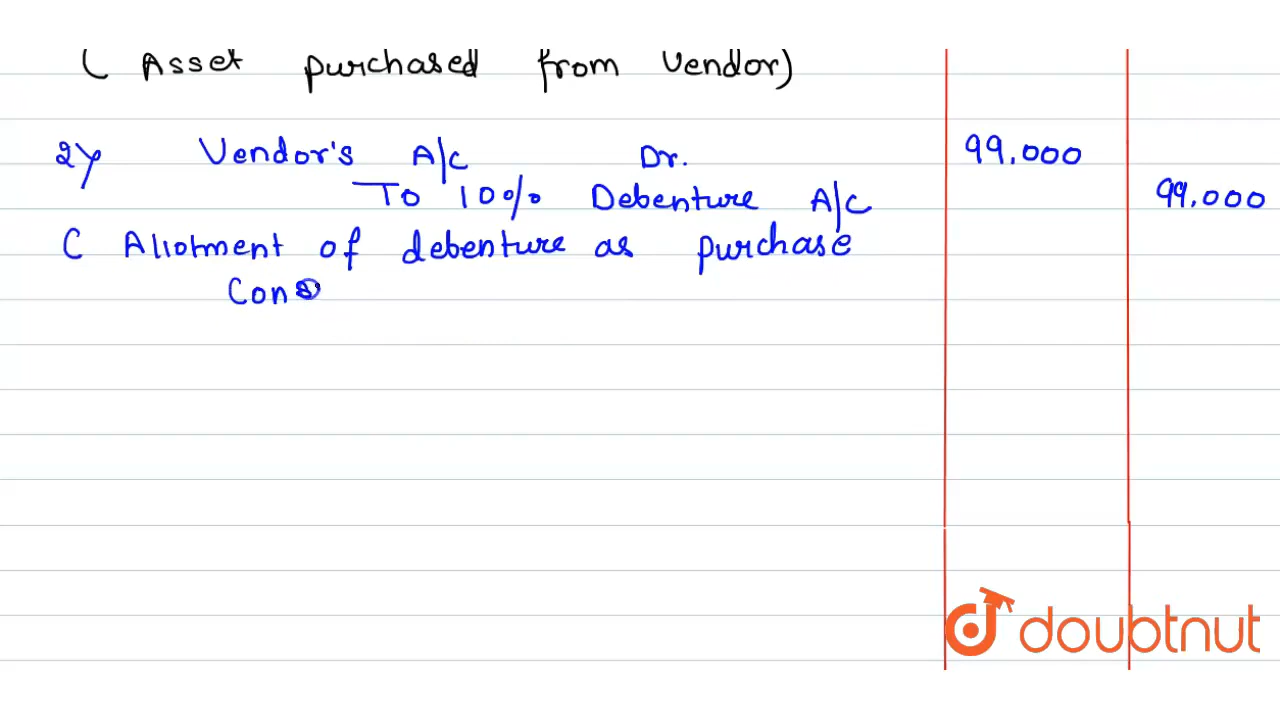 ( Asset purchased from Vendor)
2) Vendor's A/c Dr. 99,000
To 10% Debenture A/c 99,000
( Allotment of debenture as purchase
Cons
doubtnut